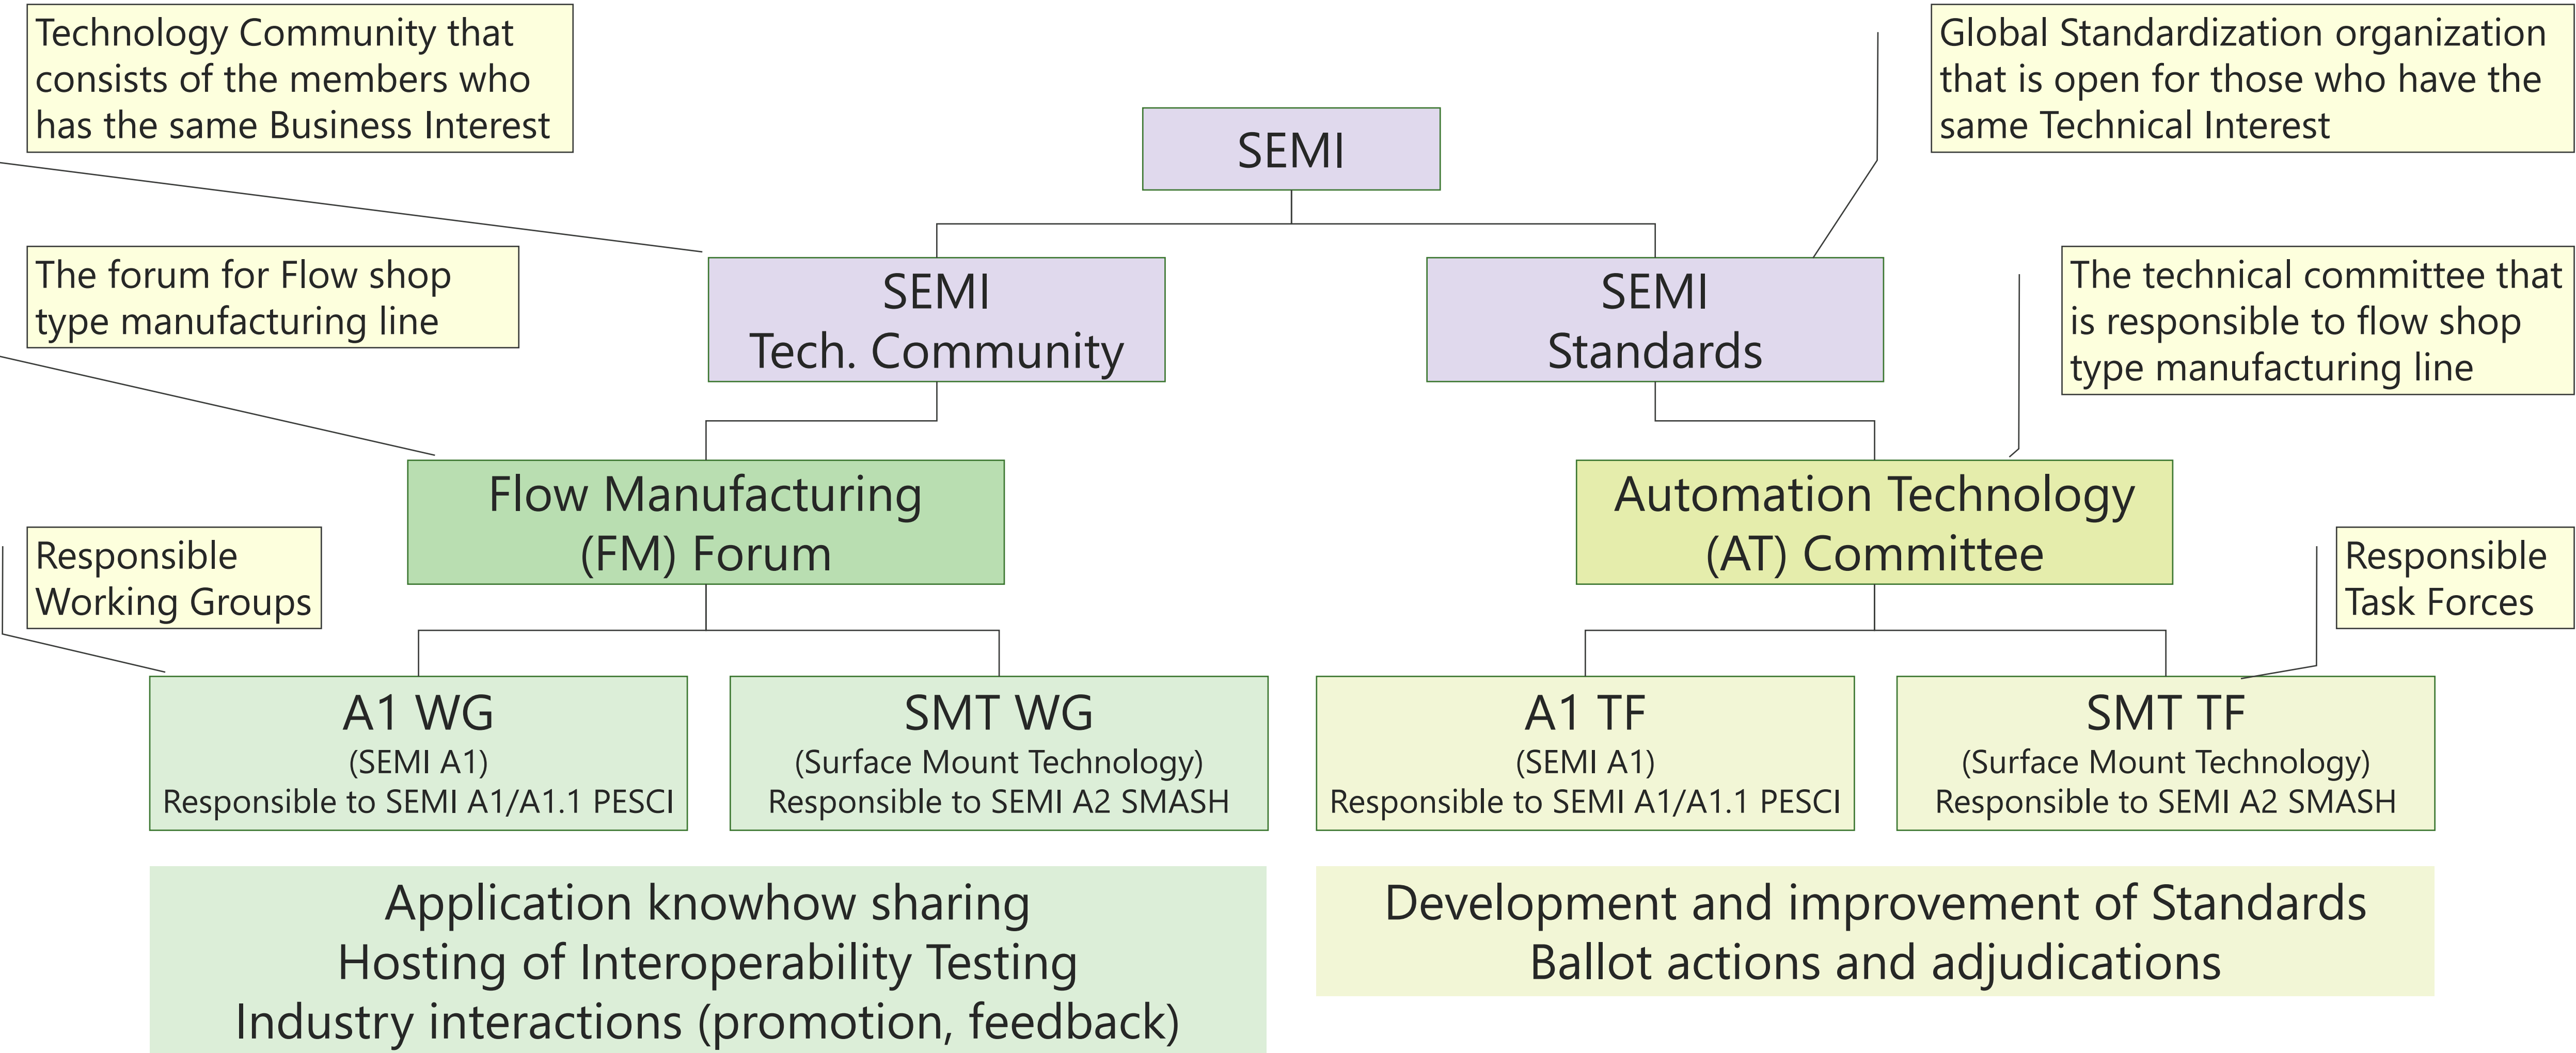 Technology Community that
consists of the members who
has the same Business Interest
Global Standardization organization
that is open for those who have the
same Technical Interest
SEMI
The forum for Flow shop
type manufacturing line
SEMI
Tech. Community
SEMI
Standards
The technical committee that
is responsible to flow shop
type manufacturing line
Flow Manufacturing
(FM) Forum
Automation Technology
(AT) Committee
Responsible
Working Groups
Responsible
Task Forces
A1 WG
(SEMI A1)
Responsible to SEMI A1/A1.1 PESCI
SMT WG
(Surface Mount Technology)
Responsible to SEMI A2 SMASH
A1 TF
(SEMI A1)
Responsible to SEMI A1/A1.1 PESCI
SMT TF
(Surface Mount Technology)
Responsible to SEMI A2 SMASH
Application knowhow sharing
Hosting of Interoperability Testing
Industry interactions (promotion, feedback)
Development and improvement of Standards
Ballot actions and adjudications